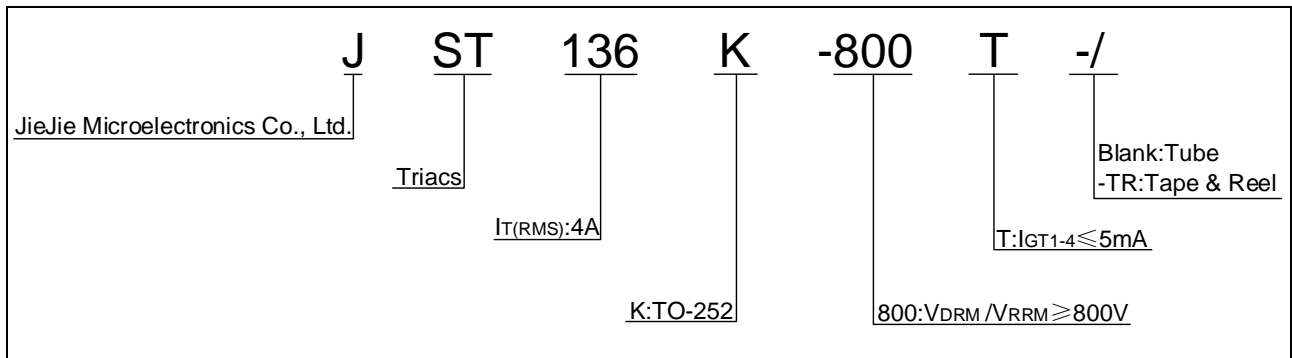 J ST 136 K -800 T -/
JieJie Microelectronics Co., Ltd.
Blank:Tube
Triacs
-TR:Tape & Reel
IT(RMS):4A
T:IGT1-4≤5mA
K:TO-252
800:VDRM /VRRM≥800V